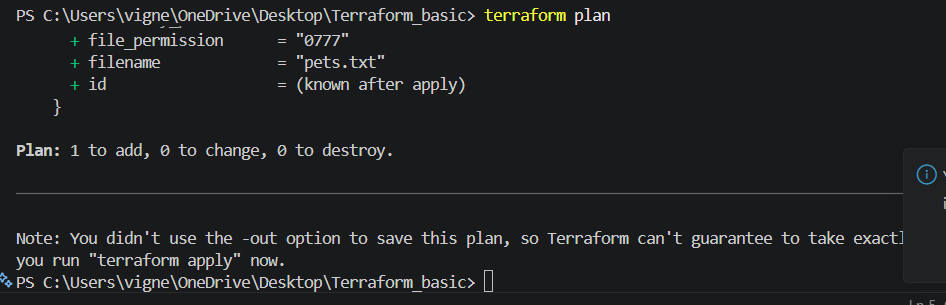 PS C:\Users\vigne\OneDrive\Desktop\Terraform_basic> terraform plan
+ file_permission = "0777"
+ filename = "pets.txt"
+ id = (known after apply)
}
Plan: 1 to add, 0 to change, 0 to destroy.
Note: You didn't use the -out option to save this plan, so Terraform can't guarantee to take
you run "terraform apply" now.
PS C:\Users\vigne\OneDrive\Desktop\Terraform_basic>